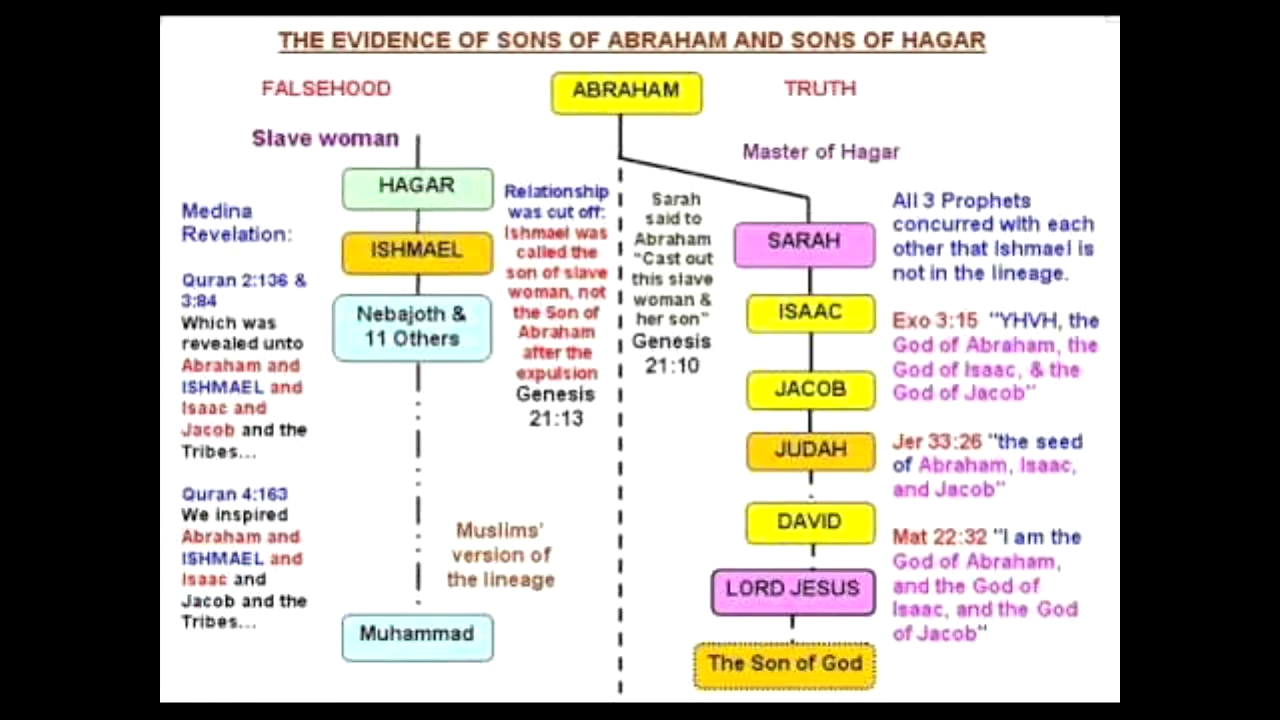 THE EVIDENCE OF SONS OF ABRAHAM AND SONS OF HAGAR
FALSEHOOD
ABRAHAM
TRUTH
Slave woman
Master of Hagar
HAGAR
ISHMAEL
Nebajoth &
11 Others
Muhammad
Medina
Revelation:
Quran 2:136 &
3:84
Which was
revealed unto
Abraham and
ISHMAEL and
Isaac and
Jacob and the
Tribes...
Quran 4:163
We inspired
Abraham and
ISHMAEL and
Isaac and
Jacob and the
Tribes...
Relationship
was cut off:
Ishmael was
called the
son of slave
woman, not
the Son of
Abraham
after the
expulsion
Genesis
21:13
Muslims'
version of
the lineage
Sarah
said to
Abraham
"Cast out
this slave
woman &
her son"
Genesis
21:10
SARAH
ISAAC
JACOB
JUDAH
DAVID
LORD JESUS
The Son of God
All 3 Prophets
concurred with each
other that Ishmael is
not in the lineage.
Exo 3:15 "YHVH, the
God of Abraham, the
God of Isaac, & the
God of Jacob"
Jer 33:26 "the seed
of Abraham, Isaac,
and Jacob"
Mat 22:32 "I am the
God of Abraham,
and the God of
Isaac, and the God
of Jacob"